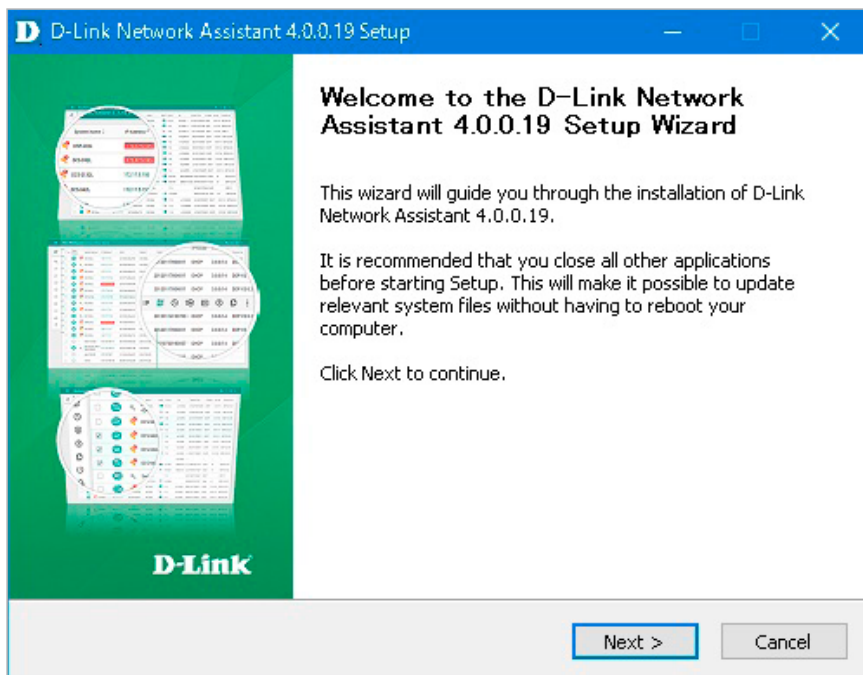 D D-Link Network Assistant 4.0.0.19 Setup
Welcome to the D-Link Network
Assistant 4.0.0.19 Setup Wizard
This wizard will guide you through the installation of D-Link
Network Assistant 4.0.0.19.
It is recommended that you close all other applications
before starting Setup. This will make it possible to update
relevant system files without having to reboot your
computer.
Click Next to continue.
D-Link
Next >
Cancel